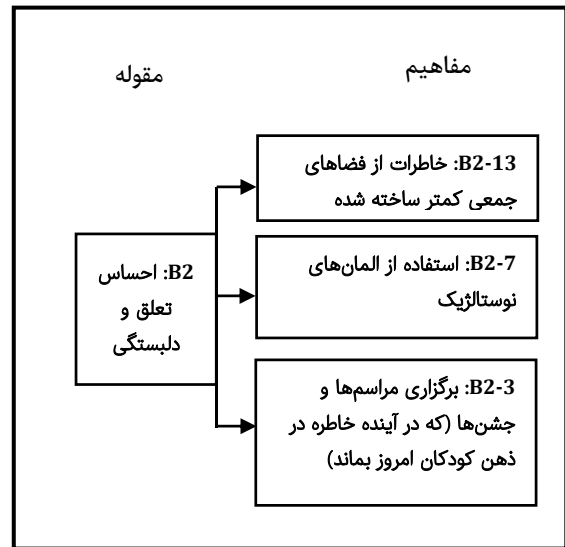 مفاهیم
مقوله
B2-13: خاطرات از فضاهای
جمعی کمتر ساخته شده
B2-7: استفاده از المان‌های
نوستالژیک
B2: احساس
تعلق و
دلبستگی
B2-3: برگزاری مراسم‌ها و
جشن‌ها (که در آینده خاطره در
ذهن کودکان امروز بماند)